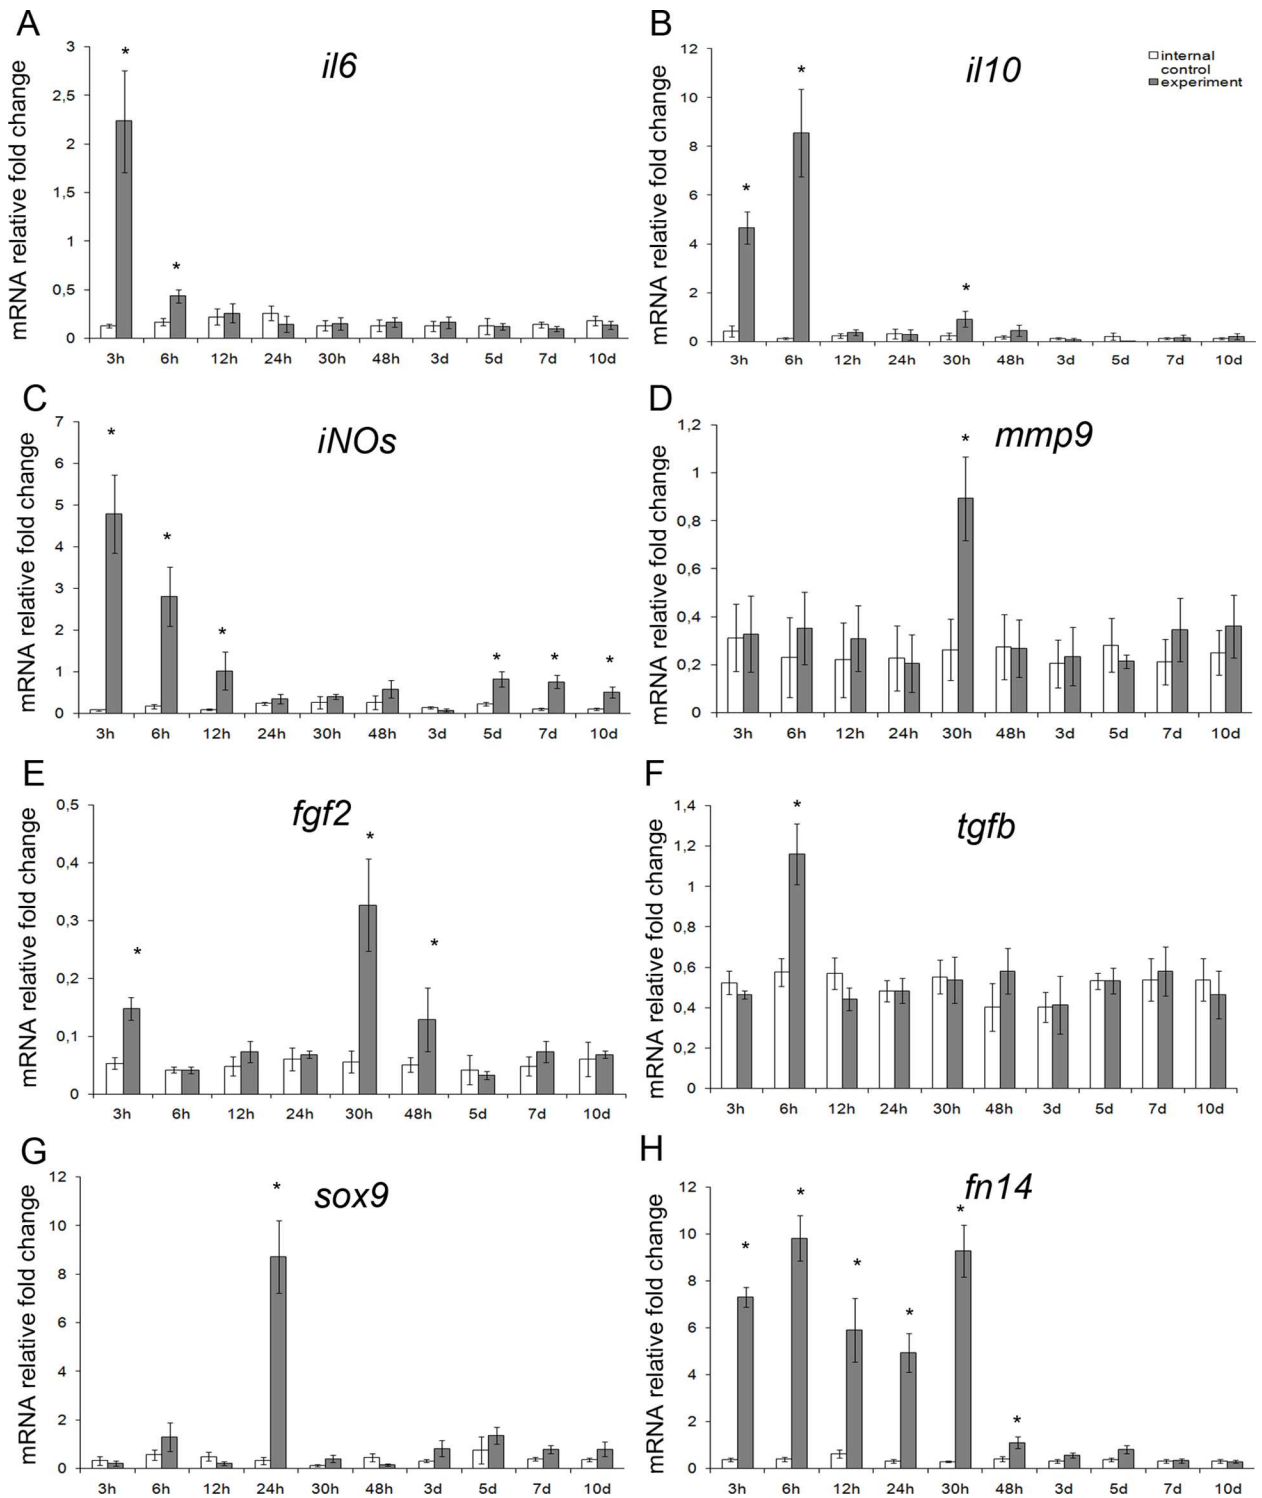 A
il6
mRNA relative fold change
3
2,5
2
1,5
1
0,5
0
*
*
3h 6h 12h 24h 30h 48h 3d 5d 7d 10d
B
il10
internal
control
experiment
mRNA relative fold change
12
10
8
6
4
2
0
*
*
*
3h 6h 12h 24h 30h 48h 3d 5d 7d 10d
C
iNOs
mRNA relative fold change
7
6
5
4
3
2
1
0
*
*
*
* * *
3h 6h 12h 24h 30h 48h 3d 5d 7d 10d
D
mmp9
mRNA relative fold change
1,2
1
0,8
0,6
0,4
0,2
0
*
3h 6h 12h 24h 30h 48h 3d 5d 7d 10d
E
fgf2
mRNA relative fold change
0,5
0,4
0,3
0,2
0,1
0
*
*
*
3h 6h 12h 24h 30h 48h 5d 7d 10d
F
tgfb
mRNA relative fold change
1,4
1,2
1
0,8
0,6
0,4
0,2
0
*
3h 6h 12h 24h 30h 48h 3d 5d 7d 10d
G
sox9
mRNA relative fold change
12
10
8
6
4
2
0
*
3h 6h 12h 24h 30h 48h 3d 5d 7d 10d
H
fn14
mRNA relative fold change
12
10
8
6
4
2
0
*
*
*
*
*
*
3h 6h 12h 24h 30h 48h 3d 5d 7d 10d